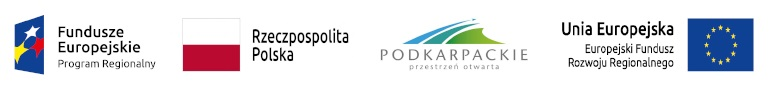 Fundusze
Europejskie
Program Regionalny
Rzeczpospolita
Polska
PODKARPACKIE
przestrzeń otwarta
Unia Europejska
Europejski Fundusz
Rozwoju Regionalnego